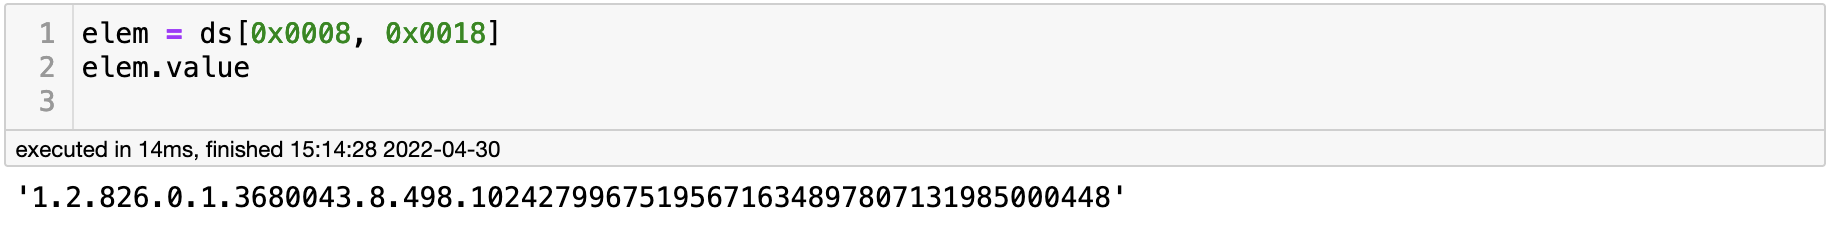 1 elem = ds[0x0008, 0x0018]
2 elem.value
3
executed in 14ms, finished 15:14:28 2022-04-30
'1.2.826.0.1.3680043.8.498.10242799675195671634897807131985000448'